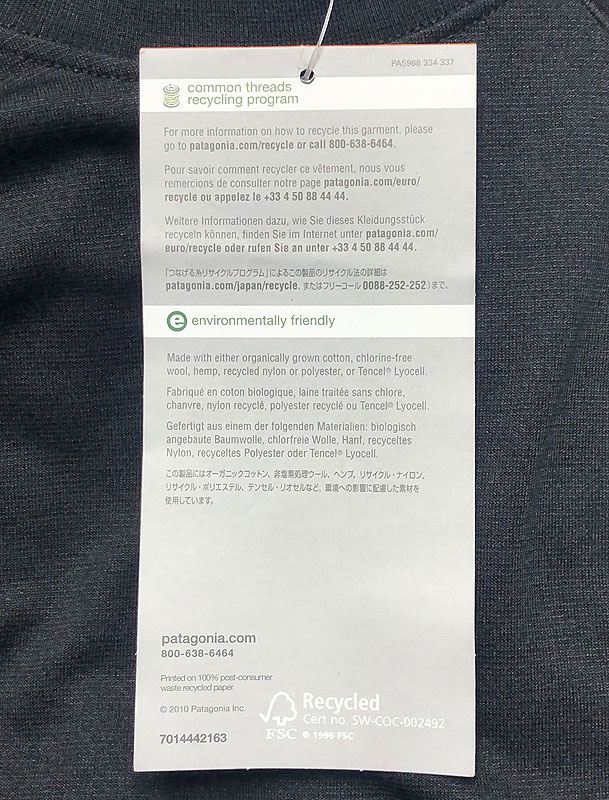 PA5968 334 337
common threads
recycling program
For more information on how to recycle this garment, please
go to patagonia.com/recycle or call 800-638-6464.
Pour savoir comment recycler ce vêtement, nous vous
remercions de consulter notre page patagonia.com/euro/
recycle ou appelez le +33 4 50 88 44 44.
Weitere Informationen dazu, wie Sie dieses Kleidungsstück
recyceln können, finden Sie im Internet unter patagonia.com/
euro/recycle oder rufen Sie an unter +33 4 50 88 44 44.
「つなげる糸リサイクルプログラム」によるこの製品のリサイクル法の詳細は
patagonia.com/japan/recycle. またはフリーコール 0088-252-252）まで。
e environmentally friendly
Made with either organically grown cotton, chlorine-free
wool, hemp, recycled nylon or polyester, or Tencel® Lyocell.
Fabriqué en coton biologique, laine traitée sans chlore,
chanvre, nylon recyclé, polyester recyclé ou Tencel® Lyocell.
Gefertigt aus einem der folgenden Materialien: biologisch
angebaute Baumwolle, chlorfreie Wolle, Hanf, recyceltes
Nylon, recyceltes Polyester oder Tencel® Lyocell.
この製品にはオーガニックコットン、非塩素処理ウール、ヘンプ、リサイクル・ナイロン、
リサイクル・ポリエステル、テンセル・リオセルなど、環境への影響に配慮した素材を
使用しています。
patagonia.com
800-638-6464
Printed on 100% post-consumer
waste recycled paper.
© 2010 Patagonia Inc.
7014442163
Recycled
Cert no. SW-COC-002492
FSC © 1996 FSC